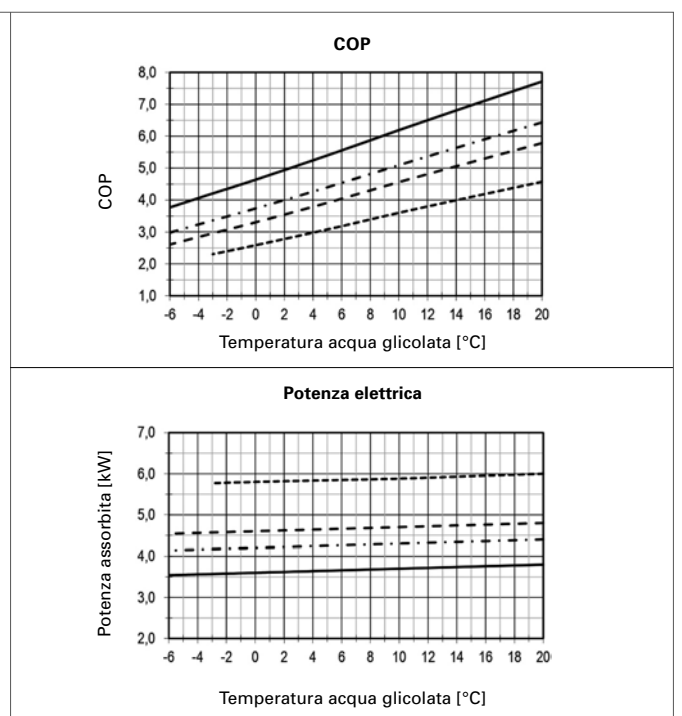 COP
8,0
7,0
6,0
5,0
4,0
3,0
2,0
1,0
COP
-6 -4 -2 0 2 4 6 8 10 12 14 16 18 20
Temperatura acqua glicolata [°C]
Potenza elettrica
7,0
6,0
5,0
4,0
3,0
2,0
Potenza assorbita [kW]
-6 -4 -2 0 2 4 6 8 10 12 14 16 18 20
Temperatura acqua glicolata [°C]